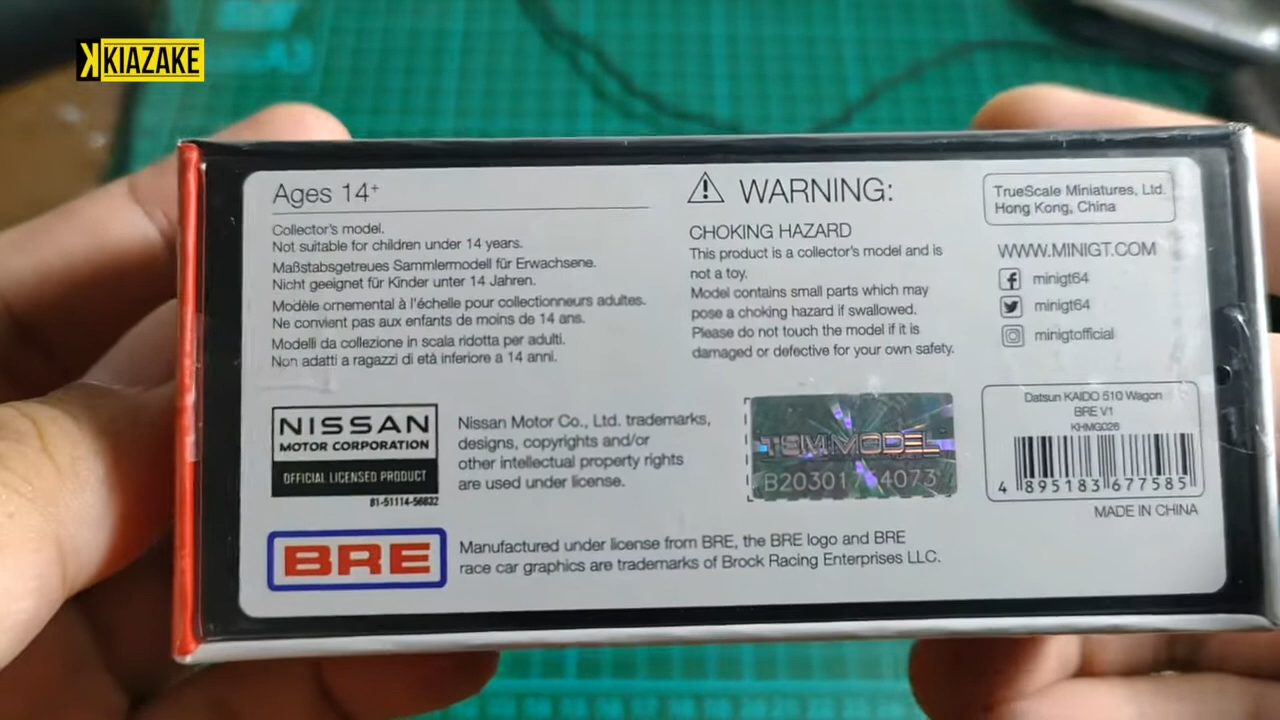 KIAZAKE
Ages 14+
Collector's model.
Not suitable for children under 14 years.
Maßstabsgetreues Sammlermodell für Erwachsene.
Nicht geeignet für Kinder unter 14 Jahren.
Modèle ornemental à l'échelle pour collectionneurs adultes.
Ne convient pas aux enfants de moins de 14 ans.
Modelli da collezione in scala ridotta per adulti.
Non adatti a ragazzi di età inferiore a 14 anni.
WARNING:
CHOKING HAZARD
This product is a collector's model and is
not a toy.
Model contains small parts which may
pose a choking hazard if swallowed.
Please do not touch the model if it is
damaged or defective for your own safety.
TrueScale Miniatures, Ltd.
Hong Kong, China
WWW.MINIGT.COM
minigt64
minigt64
minigtofficial
NISSAN
MOTOR CORPORATION
OFFICIAL LICENSED PRODUCT
81-51114-56832
Nissan Motor Co., Ltd. trademarks,
designs, copyrights and/or
other intellectual property rights
are used under license.
TSM MODEL
Datsun KAIDO 510 Wagon
BRE V1
KHMG026
4 895183 677585
MADE IN CHINA
BRE
Manufactured under license from BRE, the BRE logo and BRE
race car graphics are trademarks of Brock Racing Enterprises LLC.